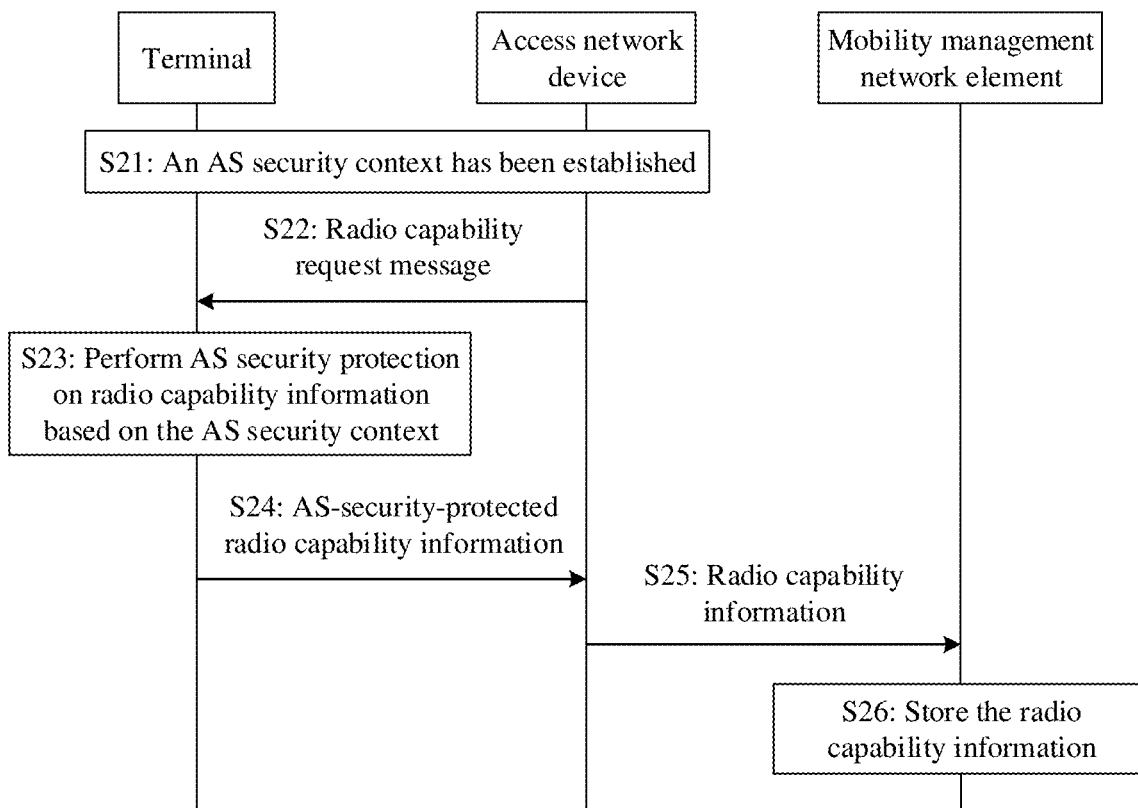 Terminal
Access network
device
Mobility management
network element
S21: An AS security context has been established
S22: Radio capability
request message
S23: Perform AS security protection
on radio capability information
based on the AS security context
S24: AS-security-protected
radio capability information
S25: Radio capability
information
S26: Store the radio
capability information